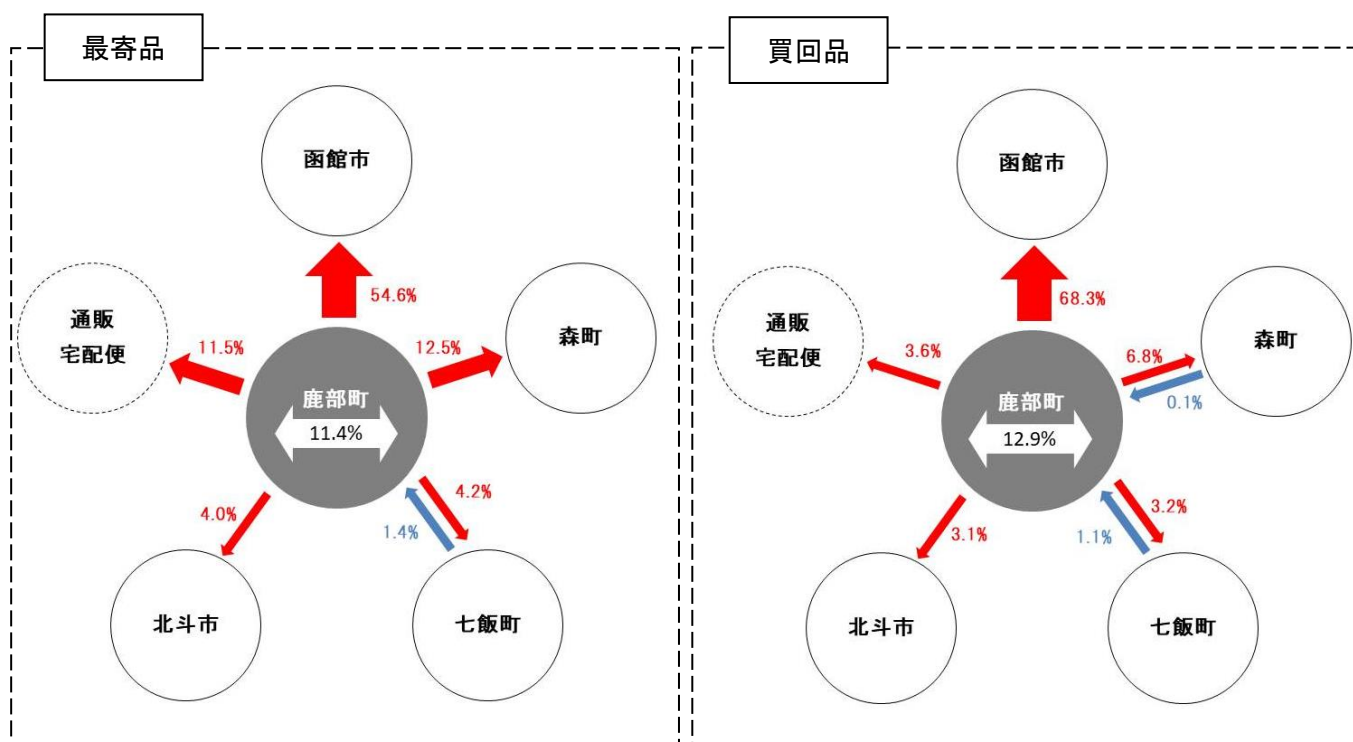 最寄品
函館市
54.6%
通販
宅配便
11.5%
12.5%
森町
鹿部町
11.4%
4.0%
4.2%
1.4%
北斗市
七飯町
買回品
函館市
68.3%
通販
宅配便
3.6%
6.8%
0.1%
森町
鹿部町
12.9%
3.1%
3.2%
1.1%
北斗市
七飯町